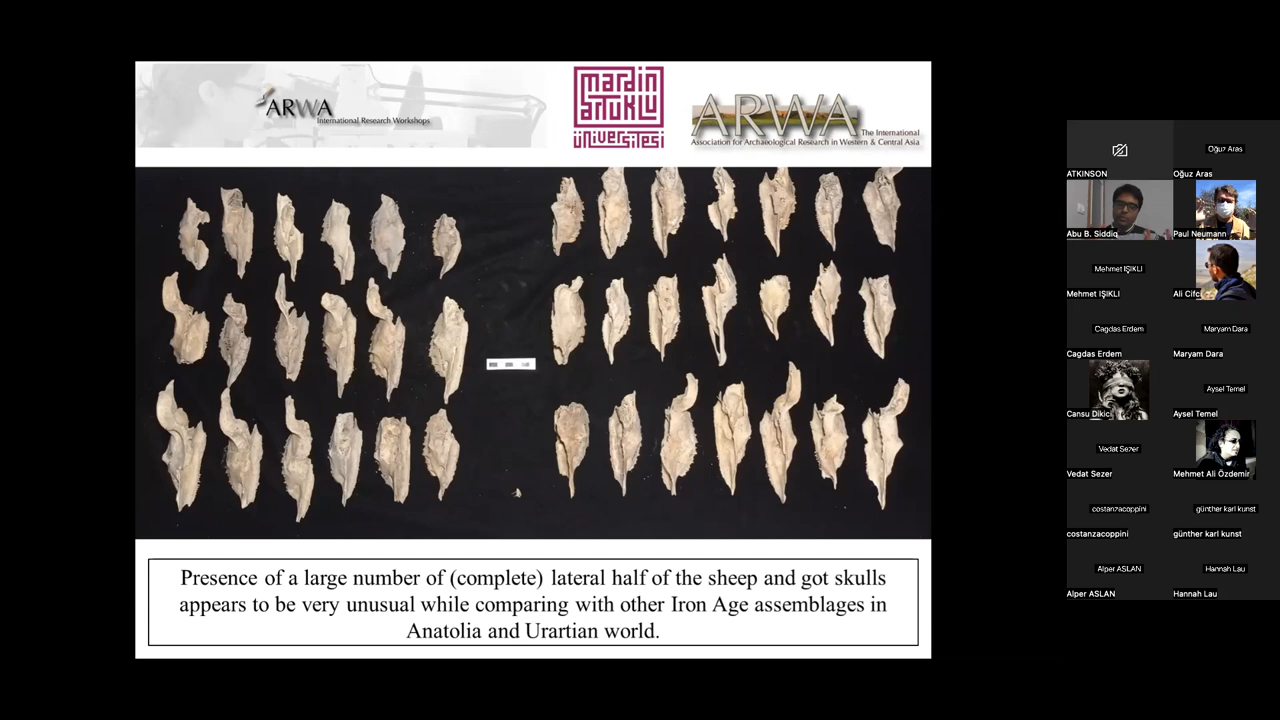 ARWA
International Research Workshops
mardin
artuklu
üniversitesi
ARWA
The International
Association for Archaeological Research in Western & Central Asia
Presence of a large number of (complete) lateral half of the sheep and got skulls
appears to be very unusual while comparing with other Iron Age assemblages in
Anatolia and Urartian world.
ATKINSON
Oğuz Aras
Oğuz Aras
Abu B. Siddiq
Paul Neumann
Mehmet IŞIKLI
Mehmet IŞIKLI
Ali Cifc
Cagdas Erdem
Cagdas Erdem
Maryam Dara
Maryam Dara
Cansu Dikic
Aysel Temel
Aysel Temel
Vedat Sezer
Vedat Sezer
Mehmet Ali Özdemir
costanzacoppini
costanzacoppini
günther karl kunst
günther karl kunst
Alper ASLAN
Alper ASLAN
Hannah Lau
Hannah Lau